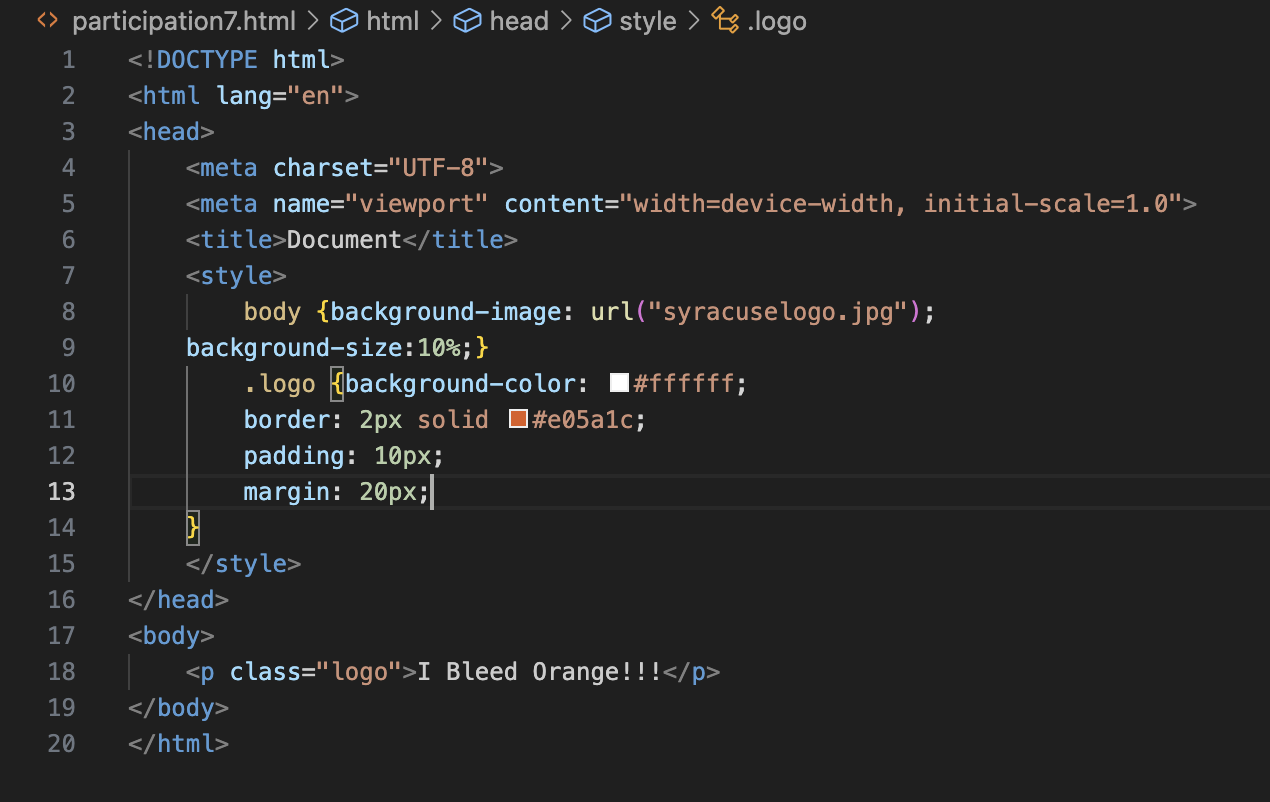 participation7.html > html > head > style > .logo
1 <!DOCTYPE html>
2 <html lang="en">
3 <head>
4     <meta charset="UTF-8">
5     <meta name="viewport" content="width=device-width, initial-scale=1.0">
6     <title>Document</title>
7     <style>
8         body {background-image: url("syracuselogo.jpg");
9     background-size:10%;}
10         .logo {background-color: #ffffff;
11         border: 2px solid #e05a1c;
12         padding: 10px;
13         margin: 20px;
14     }
15     </style>
16 </head>
17 <body>
18     <p class="logo">I Bleed Orange!!!</p>
19 </body>
20 </html>